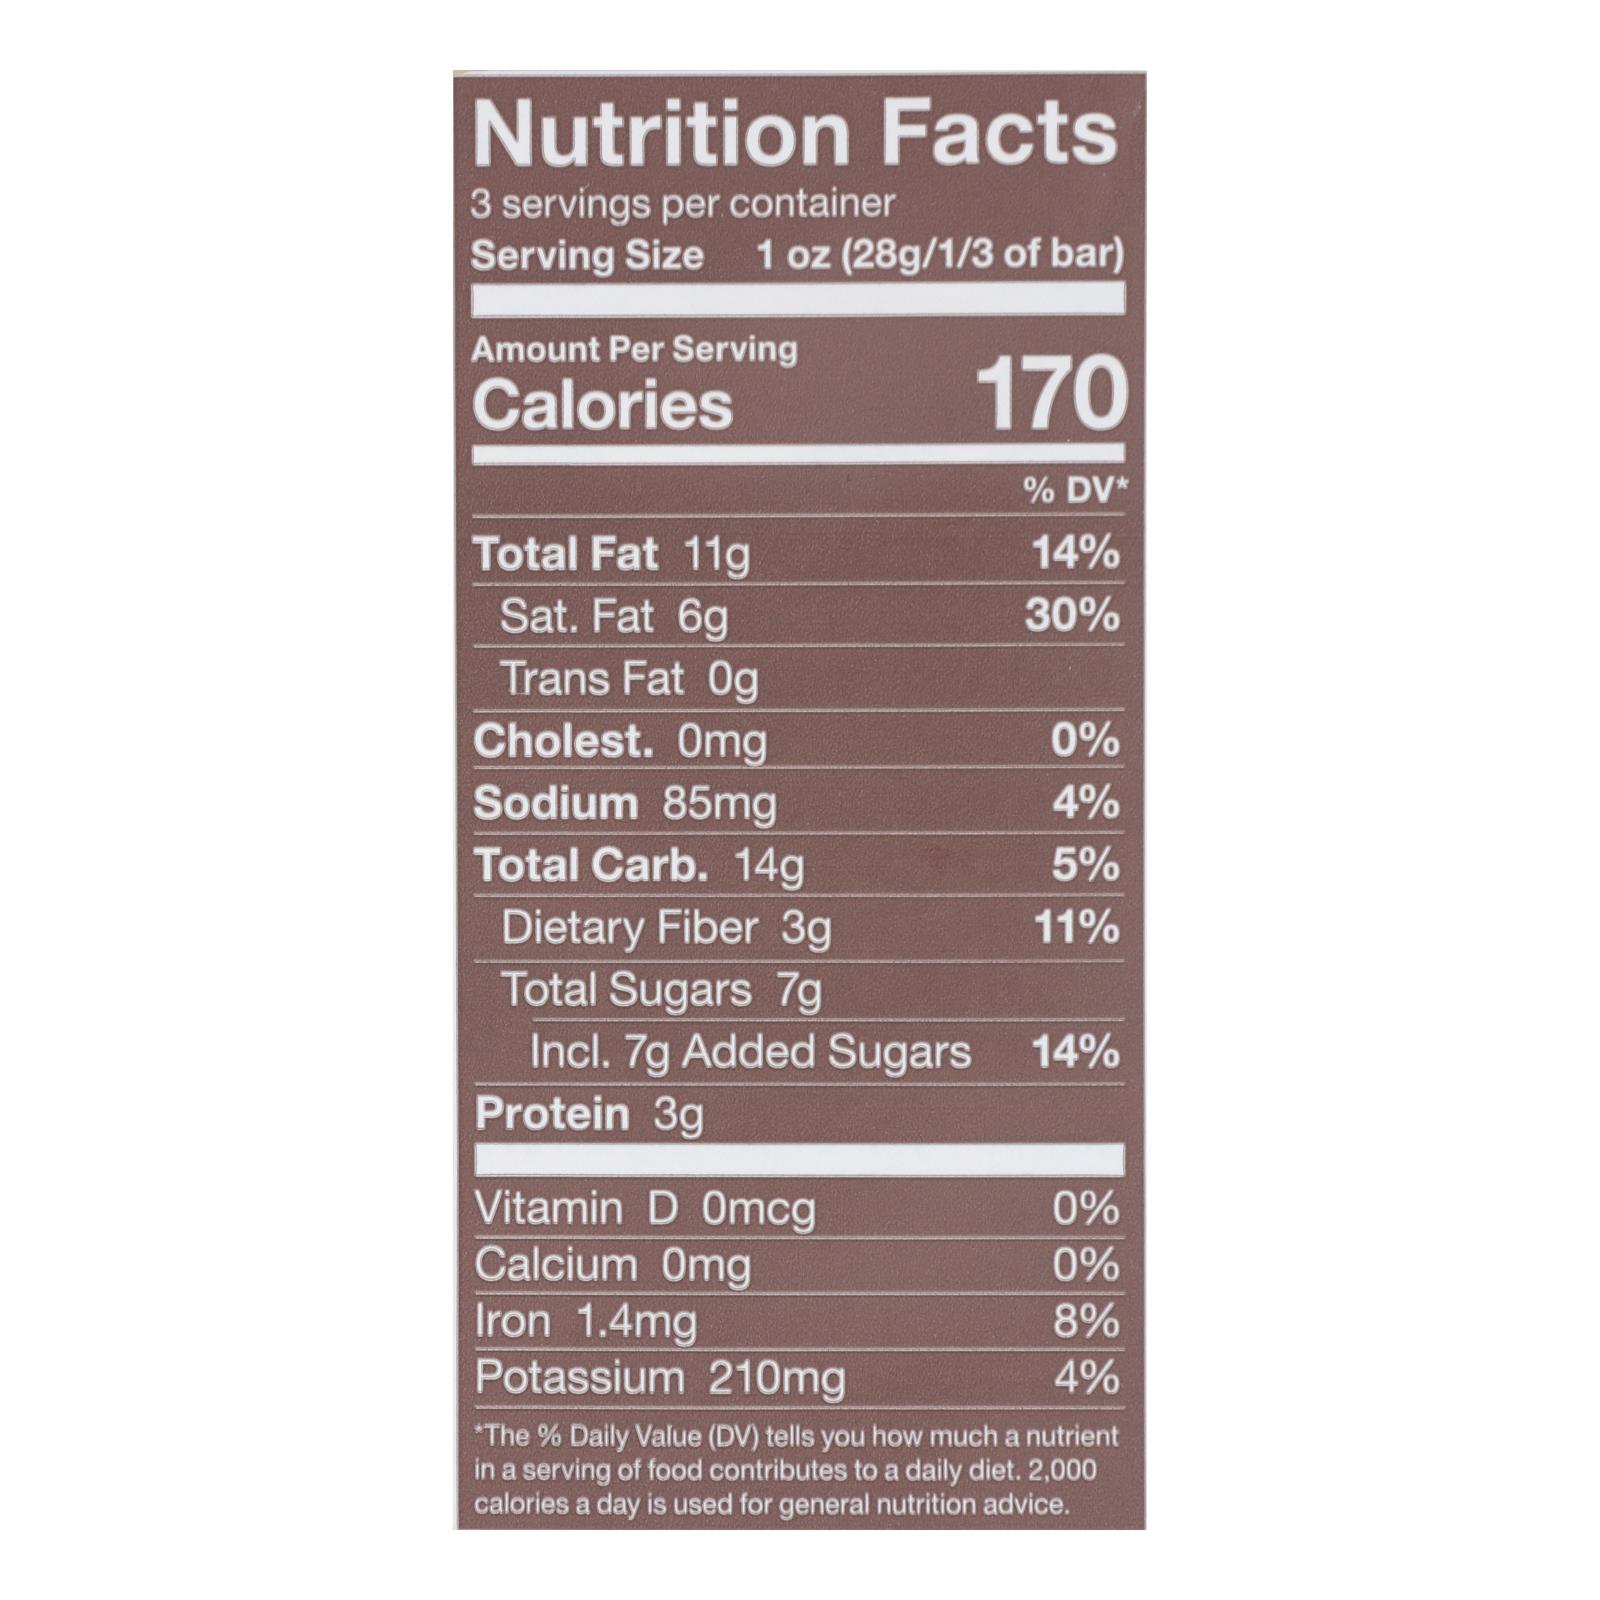 Nutrition Facts
3 servings per container
Serving Size 1 oz (28g/1/3 of bar)
Amount Per Serving
Calories 170
% DV*
Total Fat 11g 14%
Sat. Fat 6g 30%
Trans Fat 0g
Cholest. 0mg 0%
Sodium 85mg 4%
Total Carb. 14g 5%
Dietary Fiber 3g 11%
Total Sugars 7g
Incl. 7g Added Sugars 14%
Protein 3g
Vitamin D 0mcg 0%
Calcium 0mg 0%
Iron 1.4mg 8%
Potassium 210mg 4%
*The % Daily Value (DV) tells you how much a nutrient
in a serving of food contributes to a daily diet. 2,000
calories a day is used for general nutrition advice.